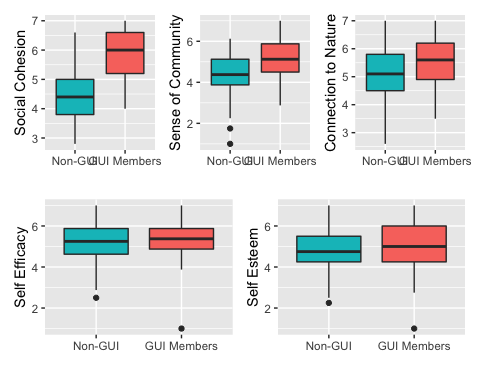 Social Cohesion
7
6
5
4
3
Non-GUI
GUI Members
Sense of Community
6
4
2
Non-GUI
GUI Members
Connection to Nature
7
6
5
4
3
Non-GUI
GUI Members
Self Efficacy
6
4
2
Non-GUI
GUI Members
Self Esteem
6
4
2
Non-GUI
GUI Members